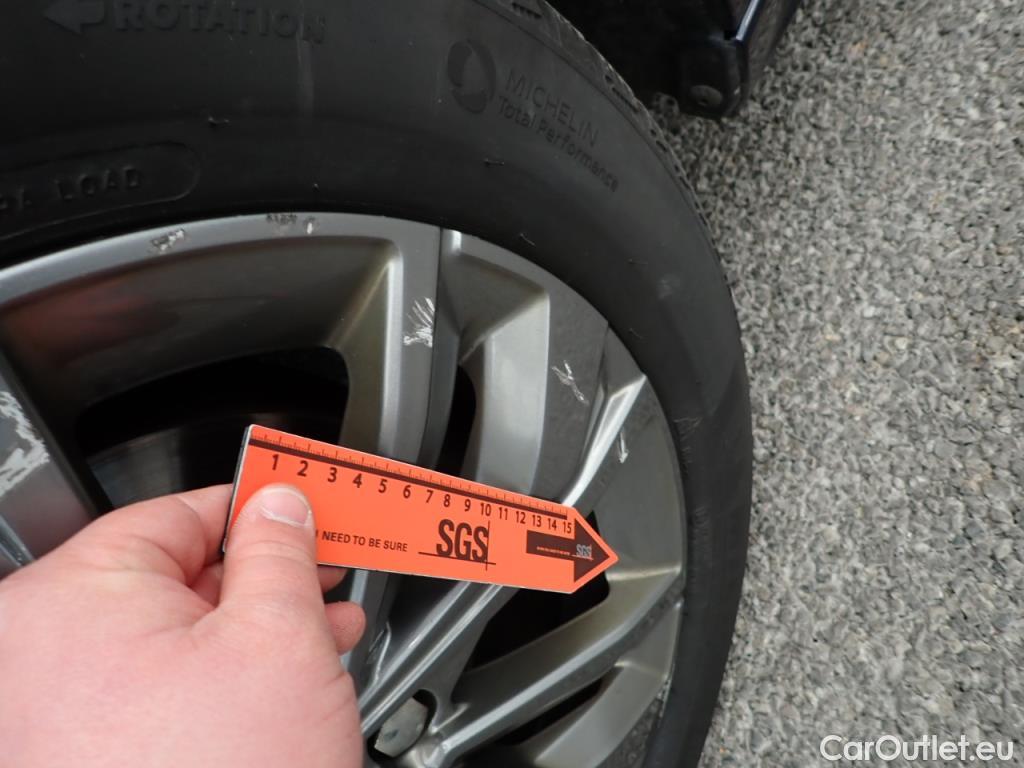 ROTATION
MICHELIN
Total Performance
LOAD
1 2 3 4 5 6 7 8 9 10 11 12 13 14 15
NEED TO BE SURE
SGS
SGS
CarOutlet.eu